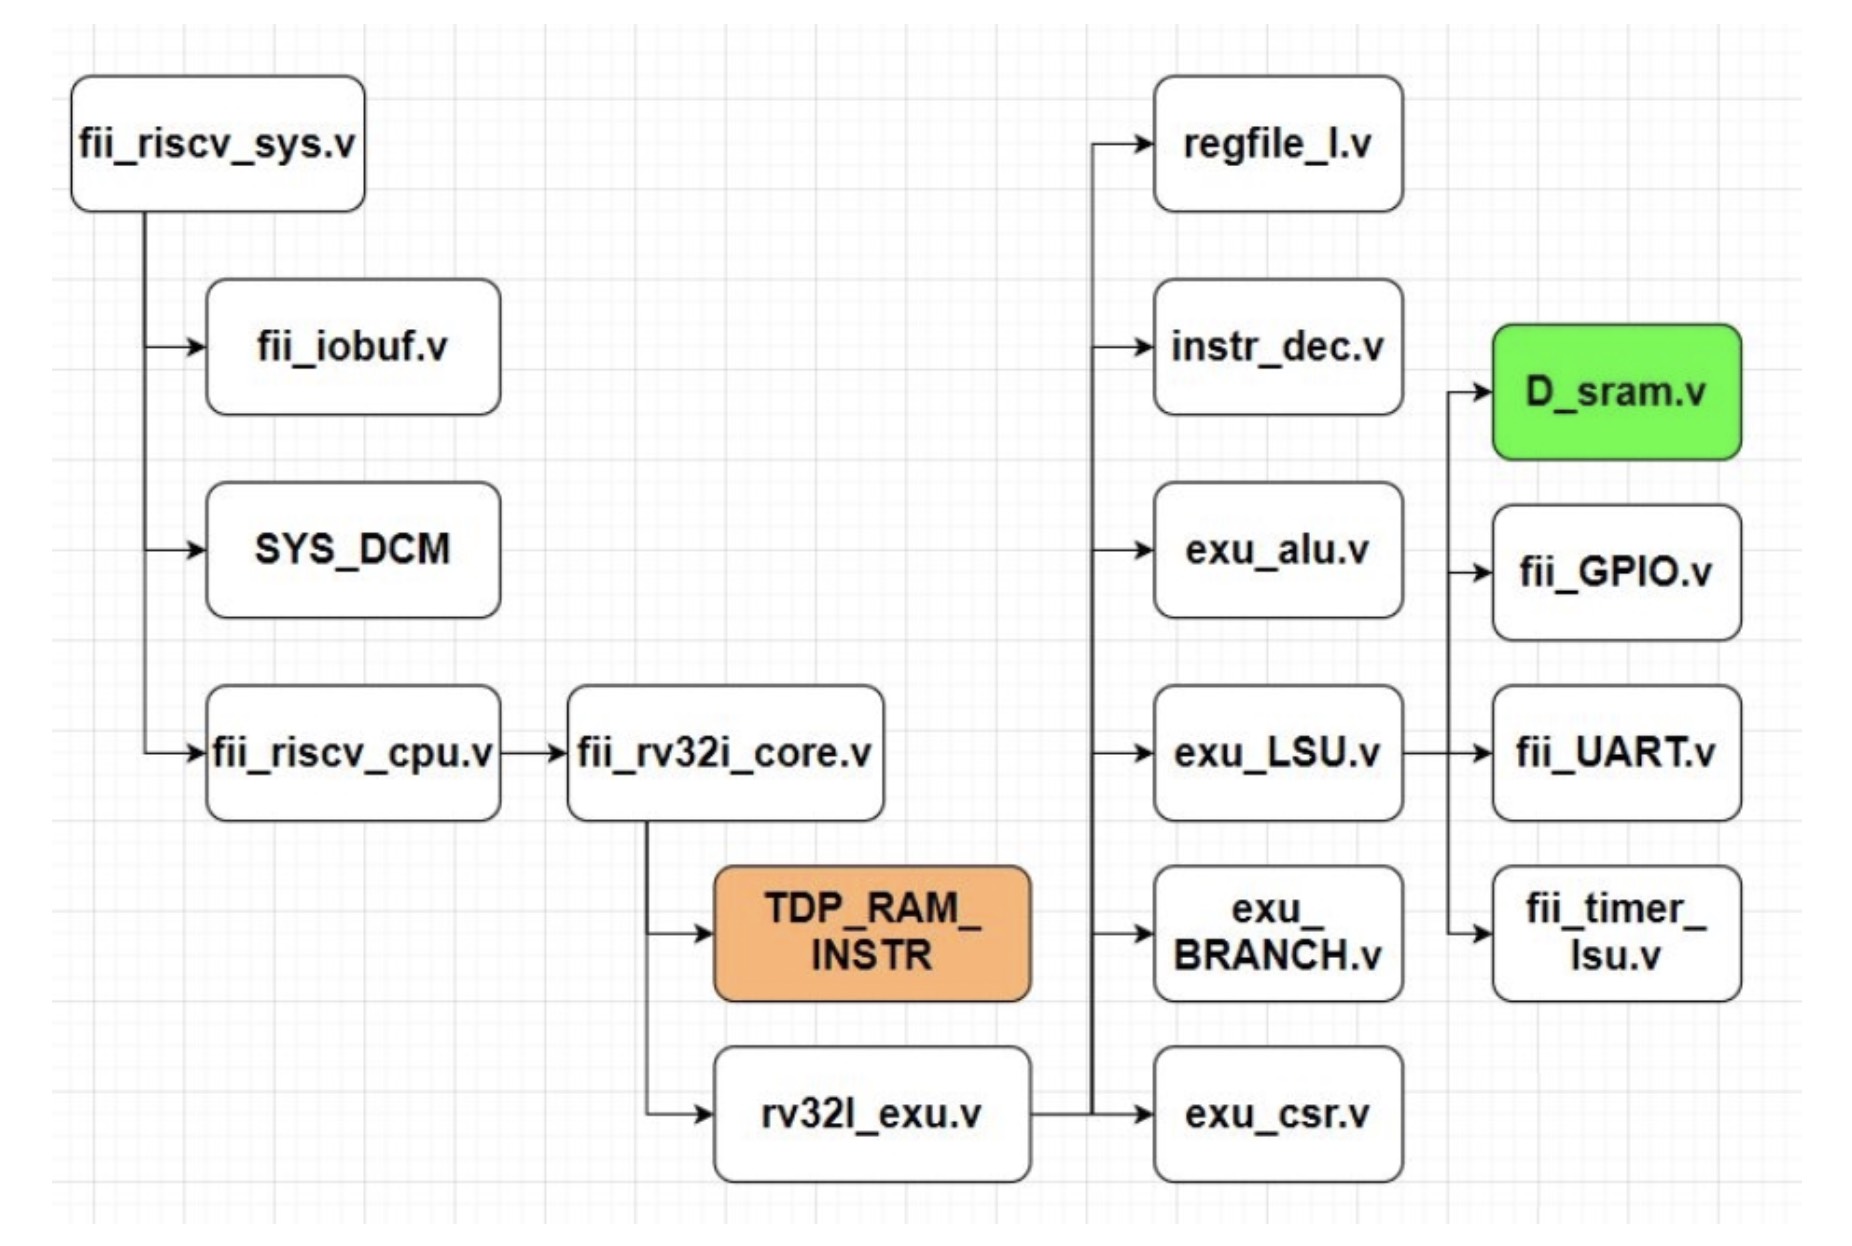 fii_riscv_sys.v
regfile_I.v
fii_iobuf.v
instr_dec.v
D_sram.v
SYS_DCM
exu_alu.v
fii_GPIO.v
fii_riscv_cpu.v
fii_rv32i_core.v
exu_LSU.v
fii_UART.v
TDP_RAM_
INSTR
exu_
BRANCH.v
fii_timer_
lsu.v
rv32I_exu.v
exu_csr.v